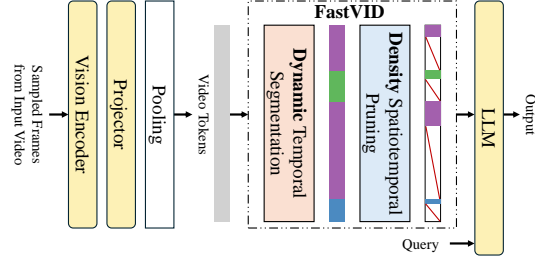 FastVID
Sampled Frames
from Input Video
Vision Encoder
Projector
Pooling
Video Tokens
Dynamic Temporal
Segmentation
Density Spatiotemporal
Pruning
LLM
Output
Query